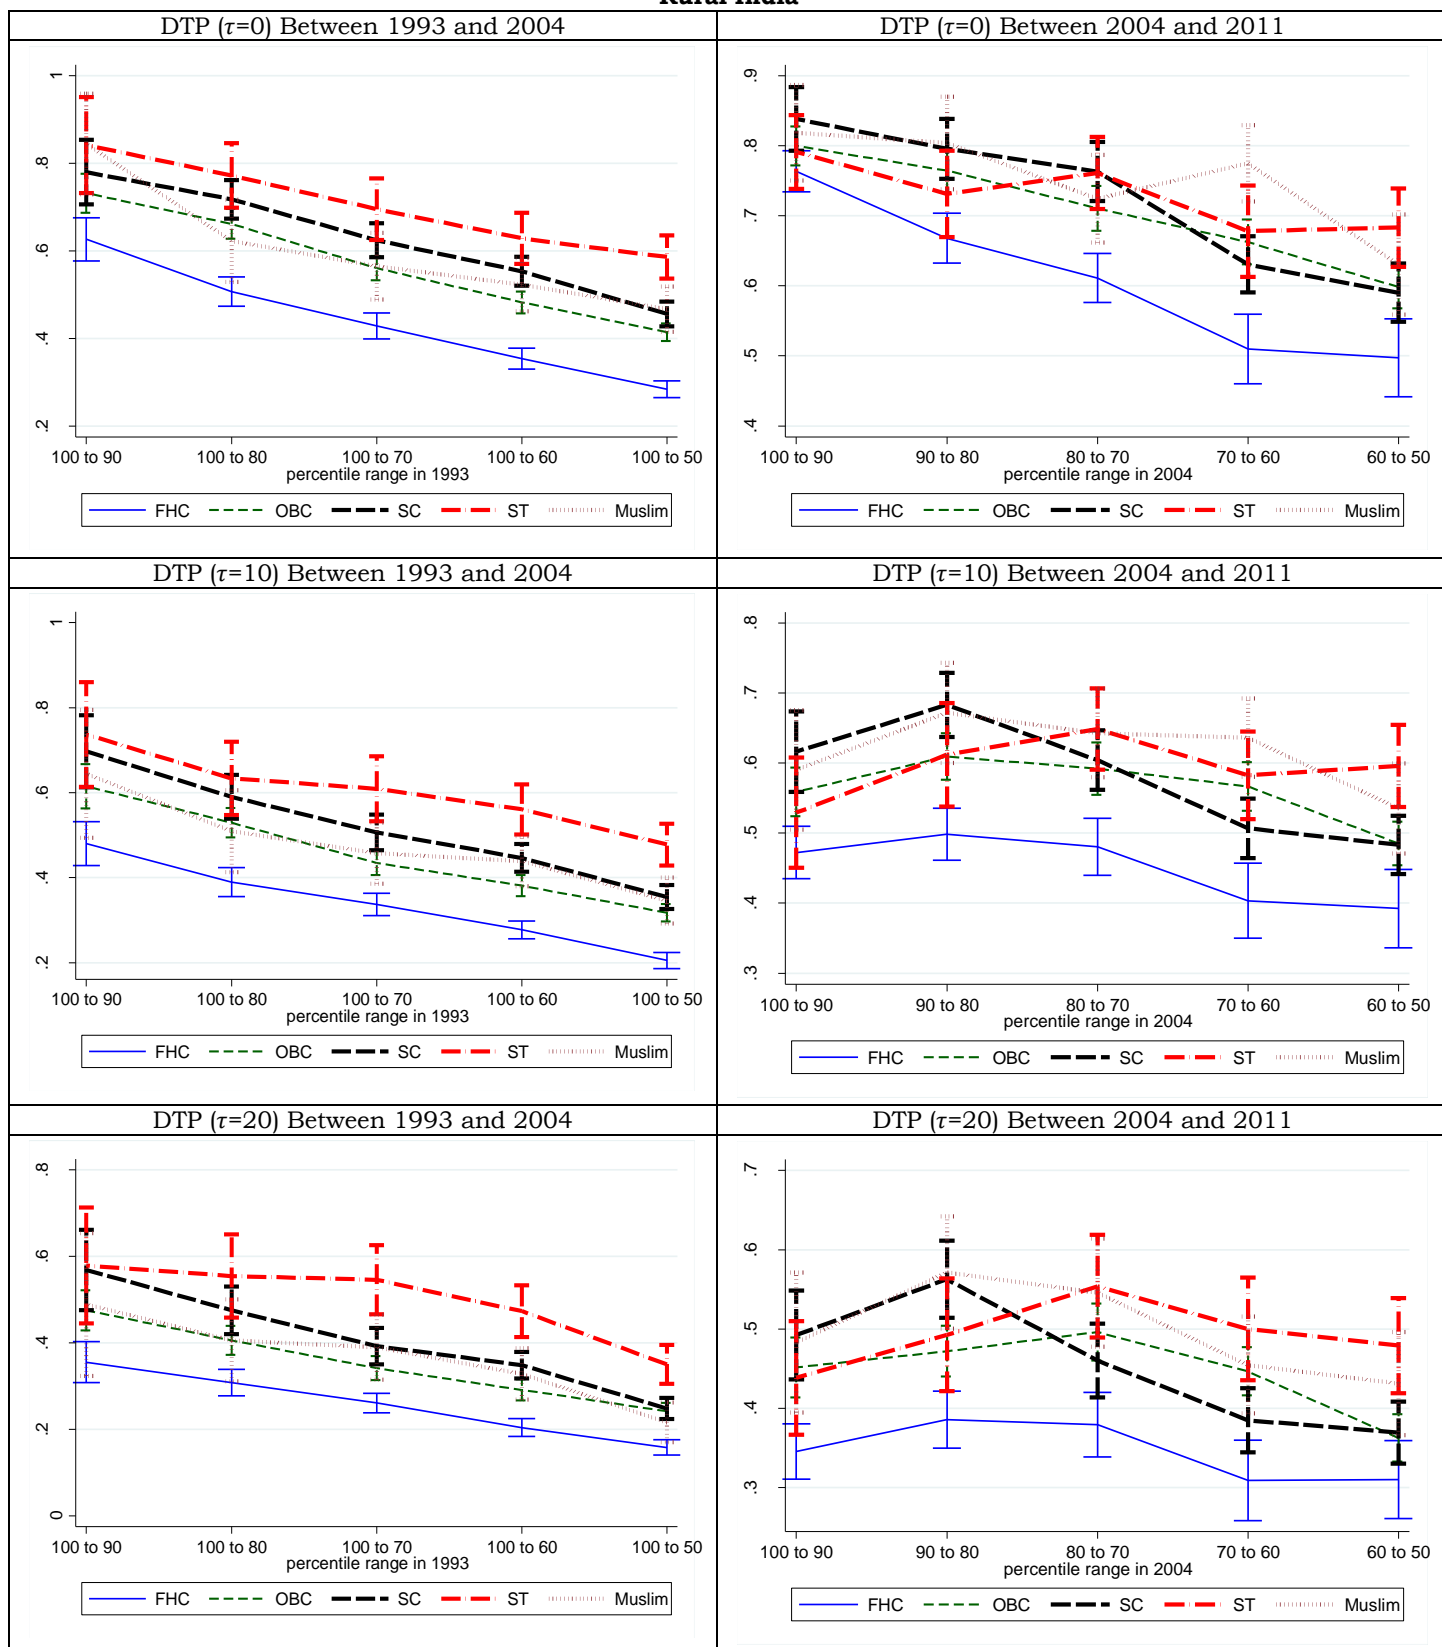 Rural India
DTP (τ=0) Between 1993 and 2004
DTP (τ=0) Between 2004 and 2011
1
.8
.6
.4
.2
100 to 90
100 to 80
100 to 70
100 to 60
100 to 50
percentile range in 1993
FHC OBC SC ST Muslim
.9
.8
.7
.6
.5
.4
100 to 90
90 to 80
80 to 70
70 to 60
60 to 50
percentile range in 2004
FHC OBC SC ST Muslim
DTP (τ=10) Between 1993 and 2004
DTP (τ=10) Between 2004 and 2011
1
.8
.6
.4
.2
100 to 90
100 to 80
100 to 70
100 to 60
100 to 50
percentile range in 1993
FHC OBC SC ST Muslim
.8
.7
.6
.5
.4
.3
100 to 90
90 to 80
80 to 70
70 to 60
60 to 50
percentile range in 2004
FHC OBC SC ST Muslim
DTP (τ=20) Between 1993 and 2004
DTP (τ=20) Between 2004 and 2011
.8
.6
.4
.2
0
100 to 90
100 to 80
100 to 70
100 to 60
100 to 50
percentile range in 1993
FHC OBC SC ST Muslim
.7
.6
.5
.4
.3
100 to 90
90 to 80
80 to 70
70 to 60
60 to 50
percentile range in 2004
FHC OBC SC ST Muslim